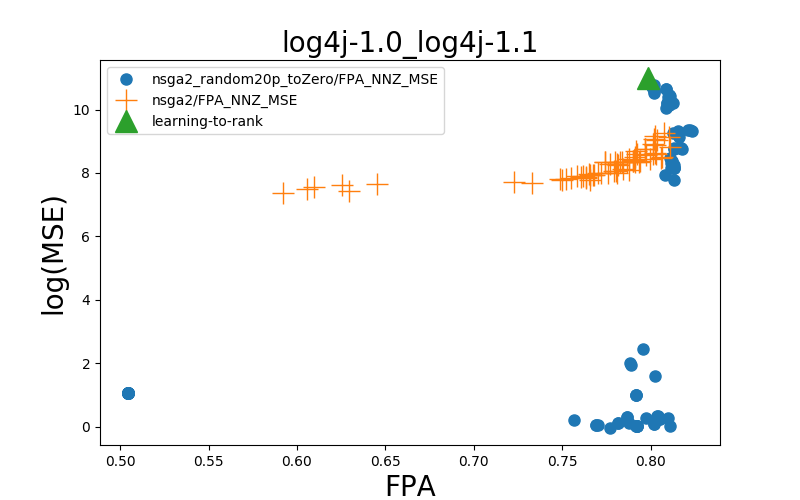 log4j-1.0_log4j-1.1
nsga2_random20p_toZero/FPA_NNZ_MSE
nsga2/FPA_NNZ_MSE
learning-to-rank
log(MSE)
10
8
6
4
2
0
0.50 0.55 0.60 0.65 0.70 0.75 0.80
FPA